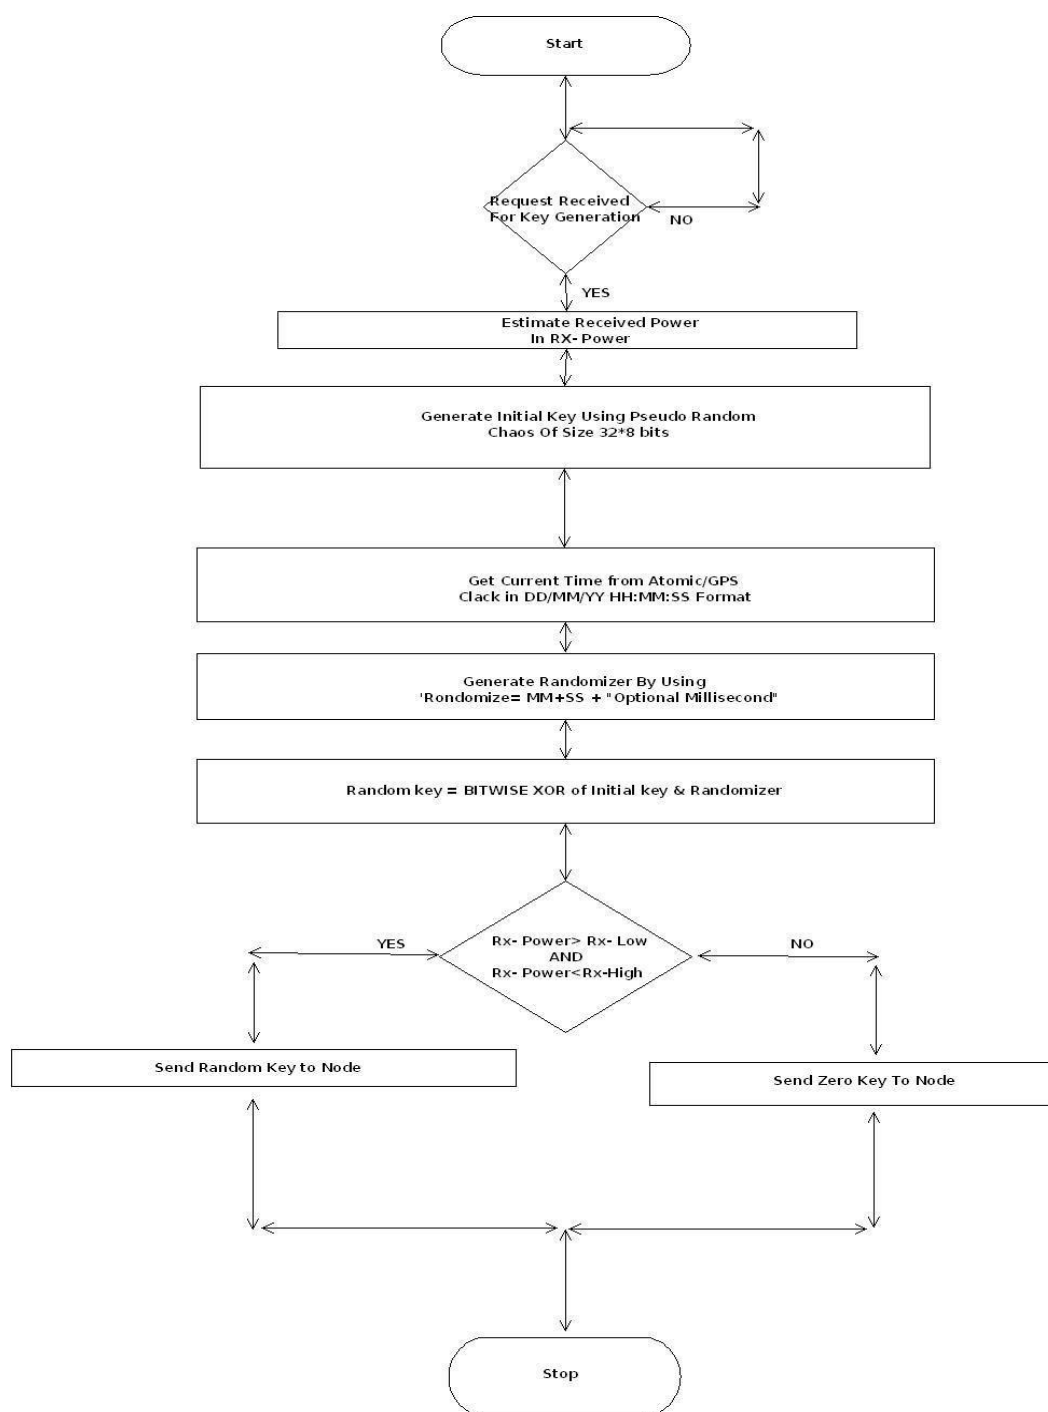 Start
Request Received
For Key Generation
NO
YES
Estimate Received Power
In RX- Power
Generate Initial Key Using Pseudo Random
Chaos Of Size 32*8 bits
Get Current Time from Atomic/GPS
Clack in DD/MM/YY HH:MM:SS Format
Generate Randomizer By Using
'Rondomize= MM+SS + "Optional Millisecond"
Random key = BITWISE XOR of Initial key & Randomizer
YES
Rx- Power> Rx- Low
AND
Rx- Power<Rx-High
NO
Send Random Key to Node
Send Zero Key To Node
Stop